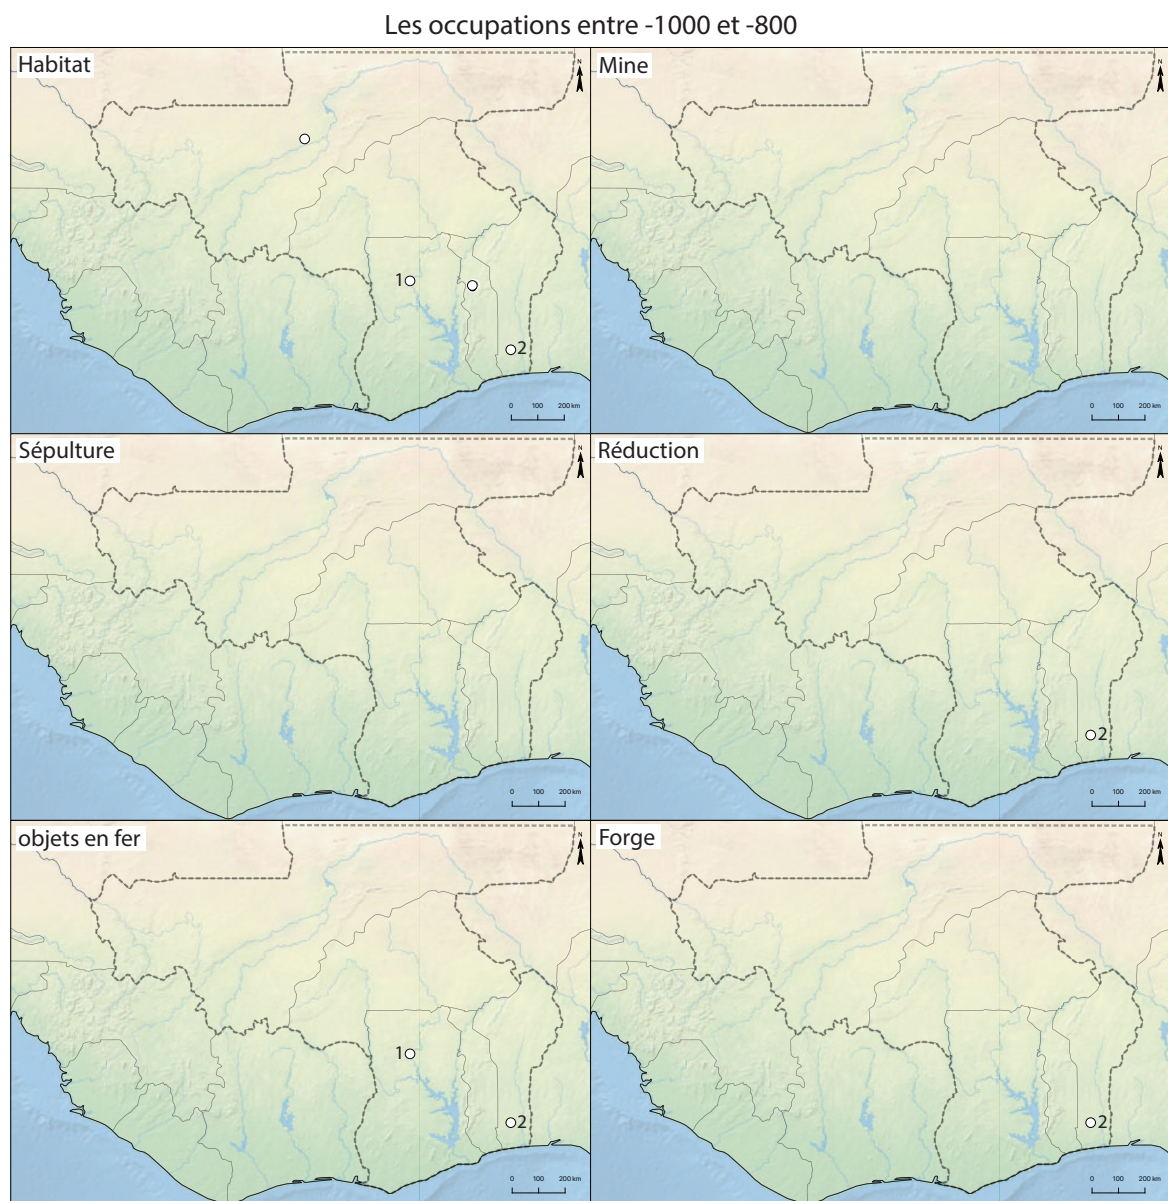 Les occupations entre -1000 et -800
Habitat
N
1
2
0 100 200 km
Mine
N
0 100 200 km
Sépulture
N
0 100 200 km
Réduction
N
2
0 100 200 km
objets en fer
N
1
2
0 100 200 km
Forge
N
2
0 100 200 km